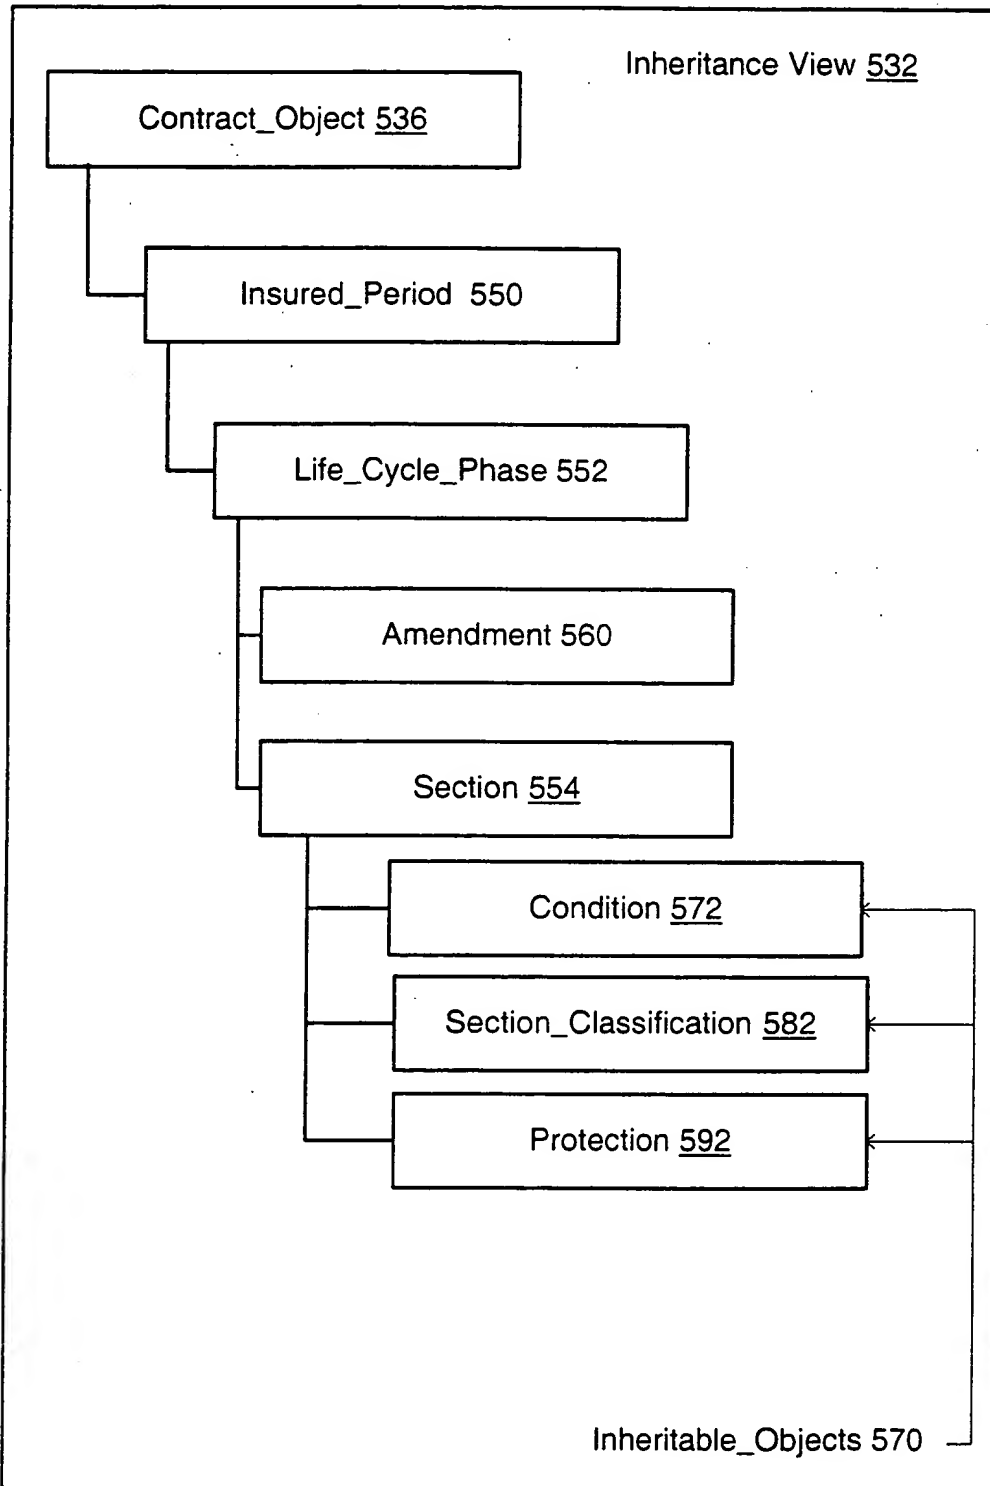 Inheritance View 532
Contract_Object 536
Insured_Period 550
Life_Cycle_Phase 552
Amendment 560
Section 554
Condition 572
Section_Classification 582
Protection 592
Inheritable_Objects 570